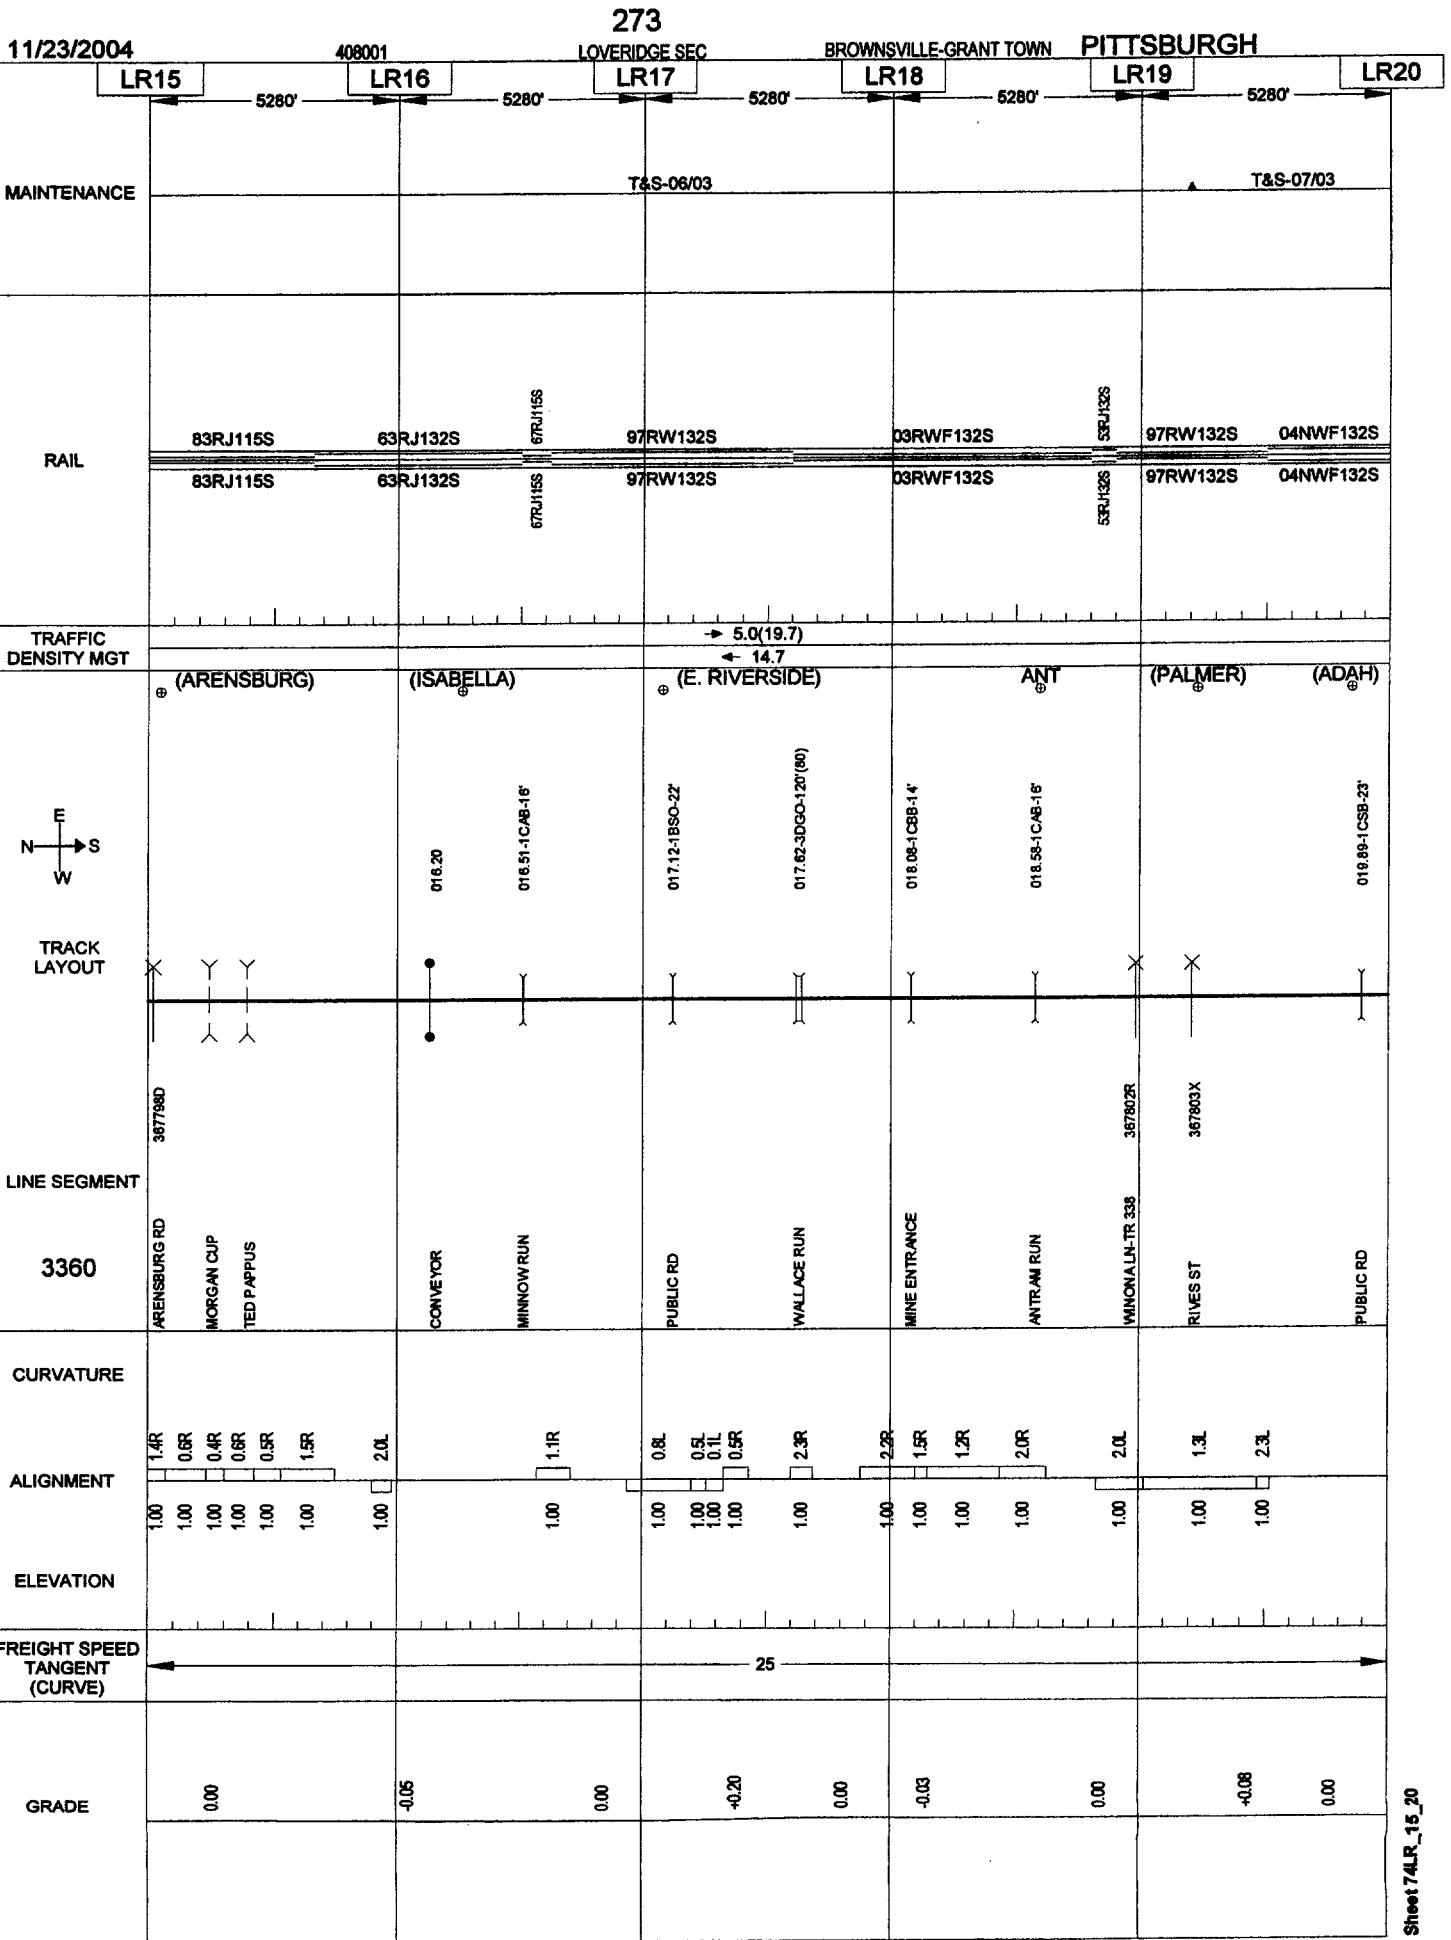 273
11/23/2004 408001 LOVERIDGE SEC BROWNSVILLE-GRANT TOWN PITTSBURGH
LR15 LR16 LR17 LR18 LR19 LR20
5280' 5280' 5280' 5280' 5280'
MAINTENANCE T&S-06/03 T&S-07/03
67RJ115S 53RJ132S
83RJ115S 63RJ132S 97RW132S 03RWF132S 97RW132S 04NWF132S
RAIL
83RJ115S 63RJ132S 97RW132S 03RWF132S 97RW132S 04NWF132S
67RJ115S 53RJ132S
TRAFFIC
DENSITY MGT
5.0(19.7)
14.7
(ARENSBURG) (ISABELLA) (E. RIVERSIDE) ANT (PALMER) (ADAH)
E
N S
W
016.20
016.51-1CAB-16'
017.12-1BSO-22'
017.62-3DGO-120'(80)
018.08-1CBB-14'
018.58-1CAB-16'
019.89-1CSB-23'
TRACK
LAYOUT
367798D
367802R
367803X
LINE SEGMENT
3360
ARENSBURG RD
MORGAN CUP
TED PAPPUS
CONVEYOR
MINNOW RUN
PUBLIC RD
WALLACE RUN
MINE ENTRANCE
ANTRAM RUN
WINONA LN-TR 338
RIVES ST
PUBLIC RD
CURVATURE
1.4R 0.6R 0.4R 0.6R 0.5R 1.5R 2.0L 1.1R 0.8L 0.5L 0.1L 0.5R 2.3R 2.2R 1.5R 1.2R 2.0R 2.0L 1.3L 2.3L
ALIGNMENT
1.00 1.00 1.00 1.00 1.00 1.00 1.00 1.00 1.00 1.00 1.00 1.00 1.00 1.00 1.00 1.00 1.00 1.00 1.00 1.00
ELEVATION
FREIGHT SPEED
TANGENT
(CURVE)
25
GRADE 0.00 -0.05 0.00 +0.20 0.00 -0.03 0.00 +0.08 0.00
Sheet 74LR_15_20